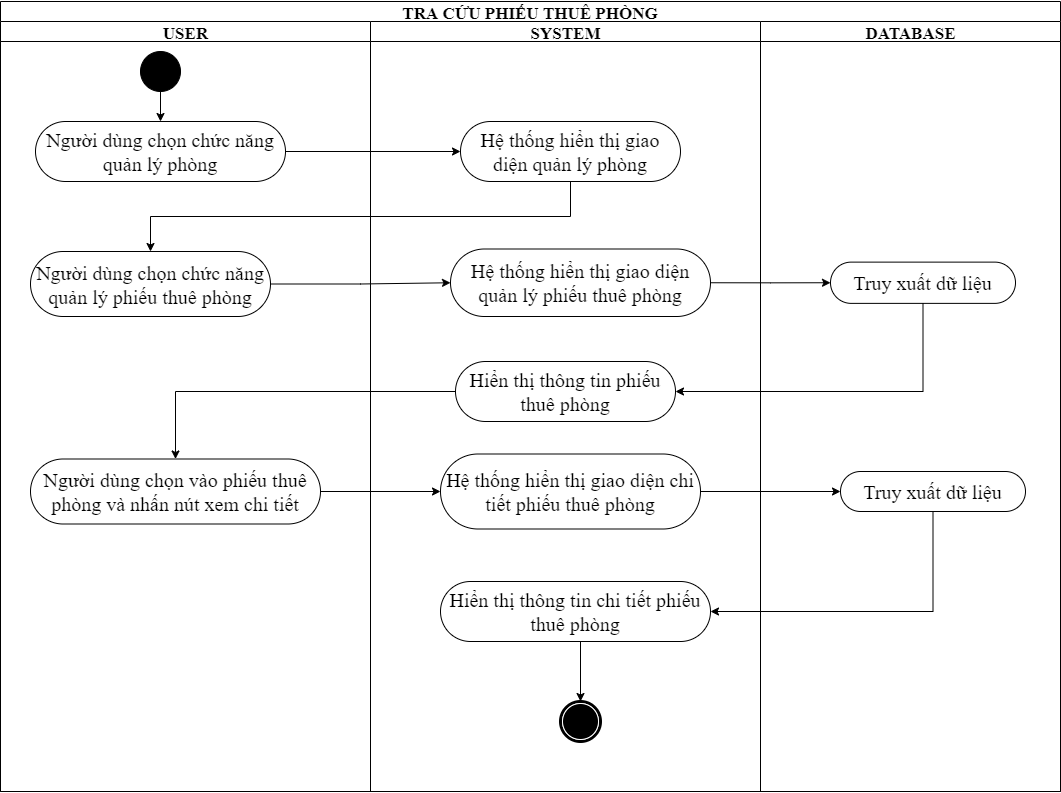 TRA CỨU PHIẾU THUÊ PHÒNG
USER
SYSTEM
DATABASE
Người dùng chọn chức năng
quản lý phòng
Hệ thống hiển thị giao
diện quản lý phòng
Người dùng chọn chức năng
quản lý phiếu thuê phòng
Hệ thống hiển thị giao diện
quản lý phiếu thuê phòng
Truy xuất dữ liệu
Hiển thị thông tin phiếu
thuê phòng
Người dùng chọn vào phiếu thuê
phòng và nhấn nút xem chi tiết
Hệ thống hiển thị giao diện chi
tiết phiếu thuê phòng
Truy xuất dữ liệu
Hiển thị thông tin chi tiết phiếu
thuê phòng